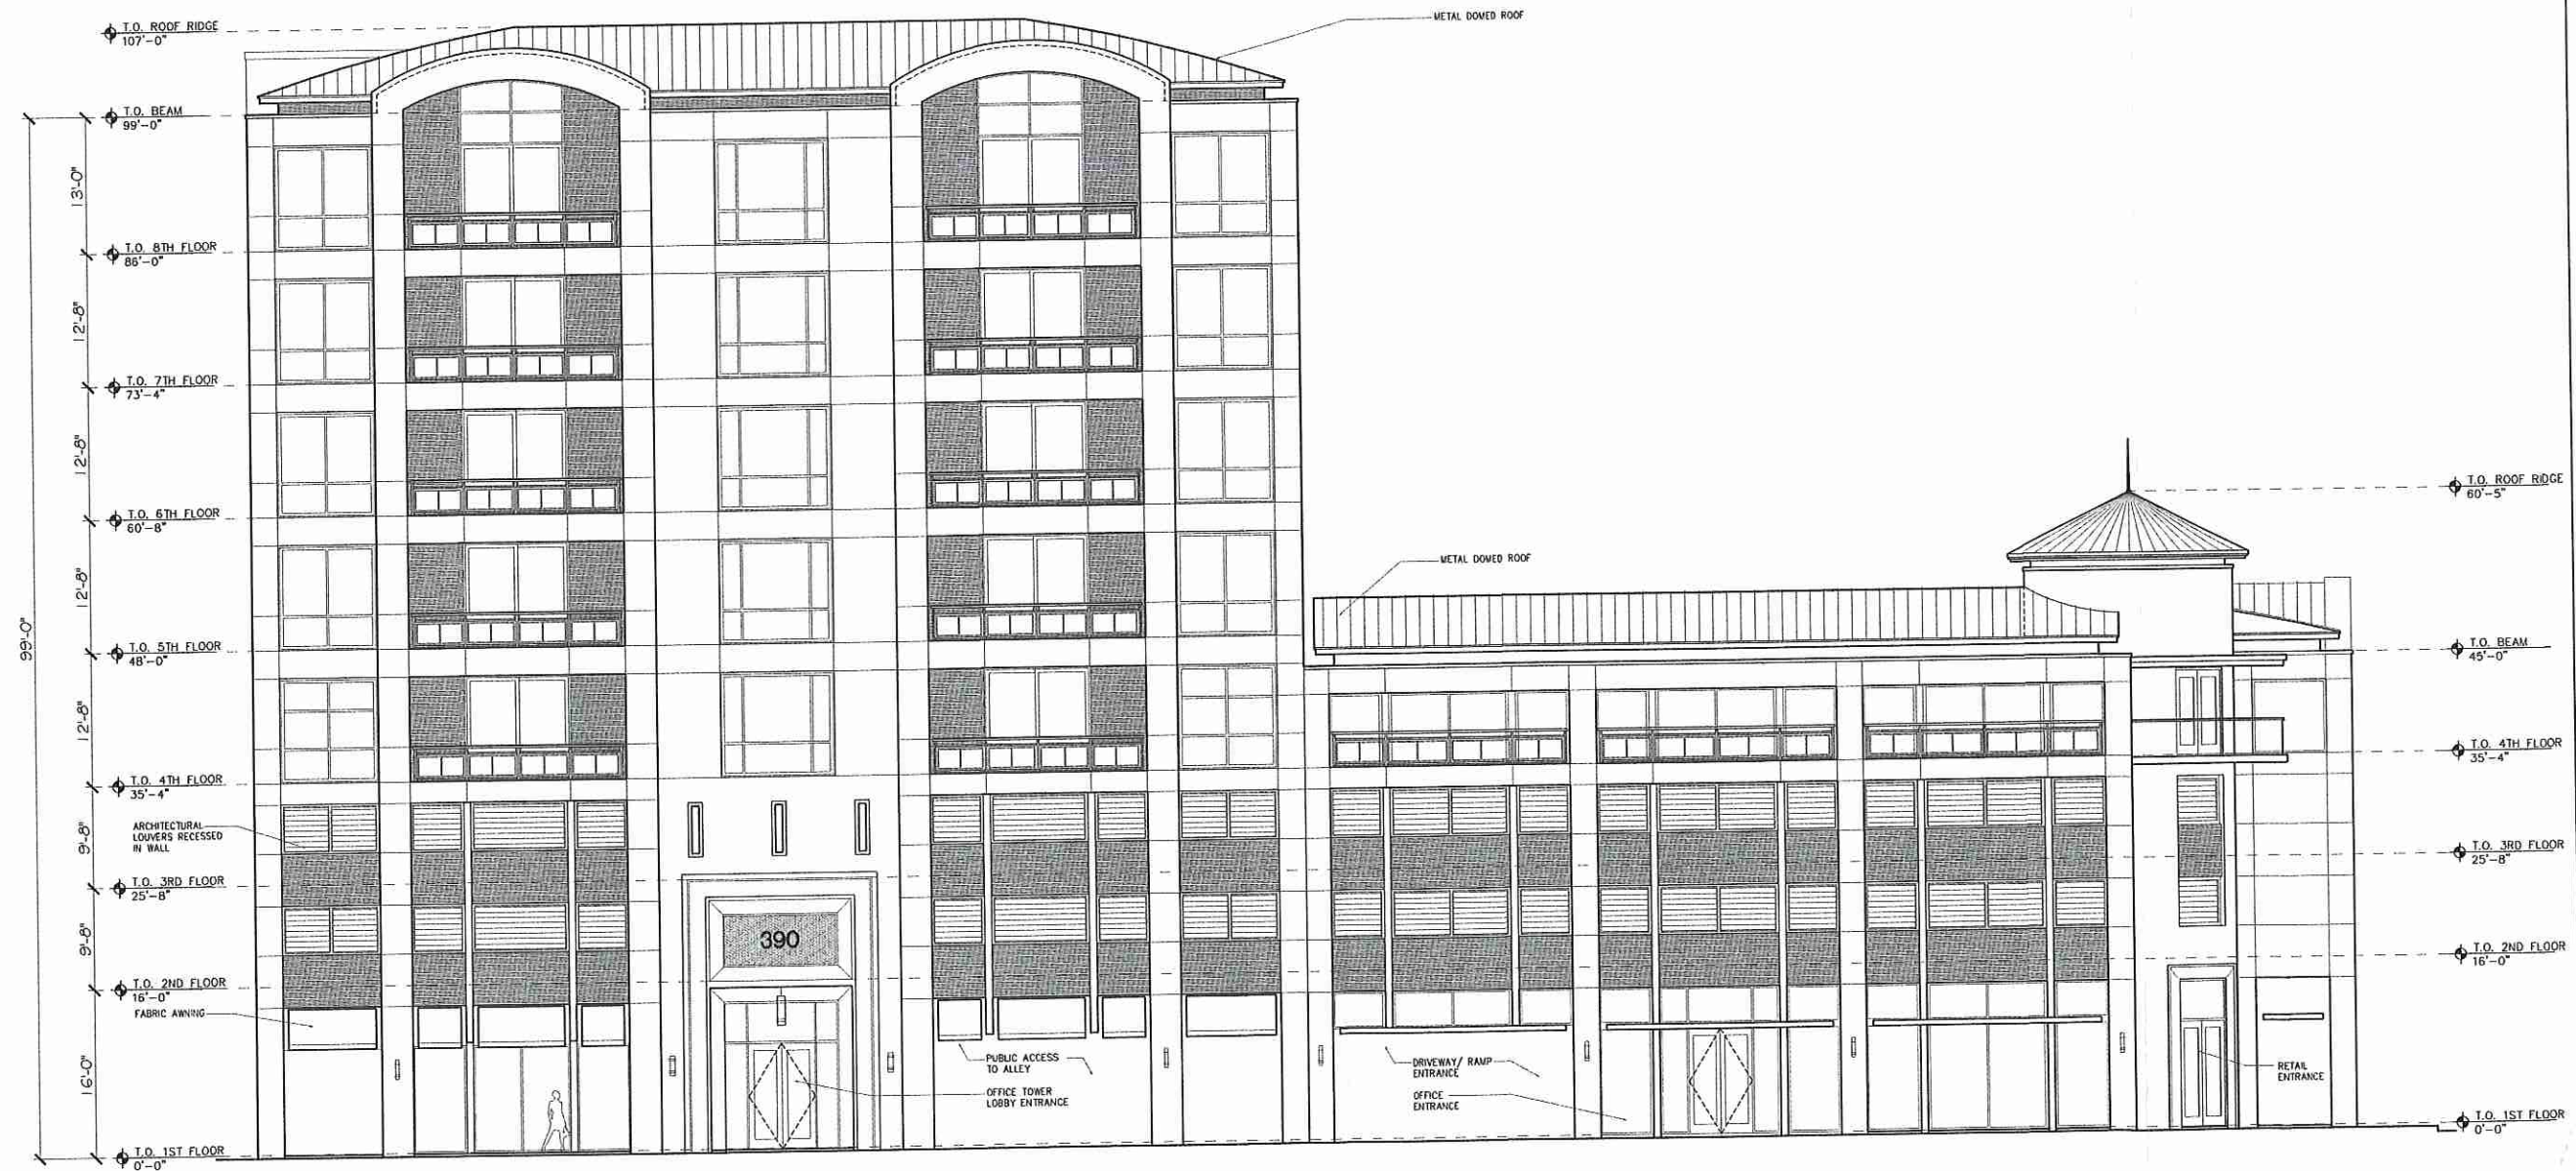 T.O. ROOF RIDGE
107'-0"
METAL DOMED ROOF
T.O. BEAM
99'-0"
13'-0"
T.O. 8TH FLOOR
86'-0"
12'-8"
T.O. 7TH FLOOR
73'-4"
12'-8"
T.O. 6TH FLOOR
60'-8"
12'-8"
T.O. 5TH FLOOR
48'-0"
99'-0"
12'-8"
T.O. 4TH FLOOR
35'-4"
ARCHITECTURAL
LOUVERS RECESSED
IN WALL
9'-8"
T.O. 3RD FLOOR
25'-8"
9'-8"
T.O. 2ND FLOOR
16'-0"
FABRIC AWNING
16'-0"
T.O. 1ST FLOOR
0'-0"
390
PUBLIC ACCESS
TO ALLEY
OFFICE TOWER
LOBBY ENTRANCE
METAL DOMED ROOF
DRIVEWAY/ RAMP
ENTRANCE
OFFICE
ENTRANCE
RETAIL
ENTRANCE
T.O. ROOF RIDGE
60'-5"
T.O. BEAM
45'-0"
T.O. 4TH FLOOR
35'-4"
T.O. 3RD FLOOR
25'-8"
T.O. 2ND FLOOR
16'-0"
T.O. 1ST FLOOR
0'-0"